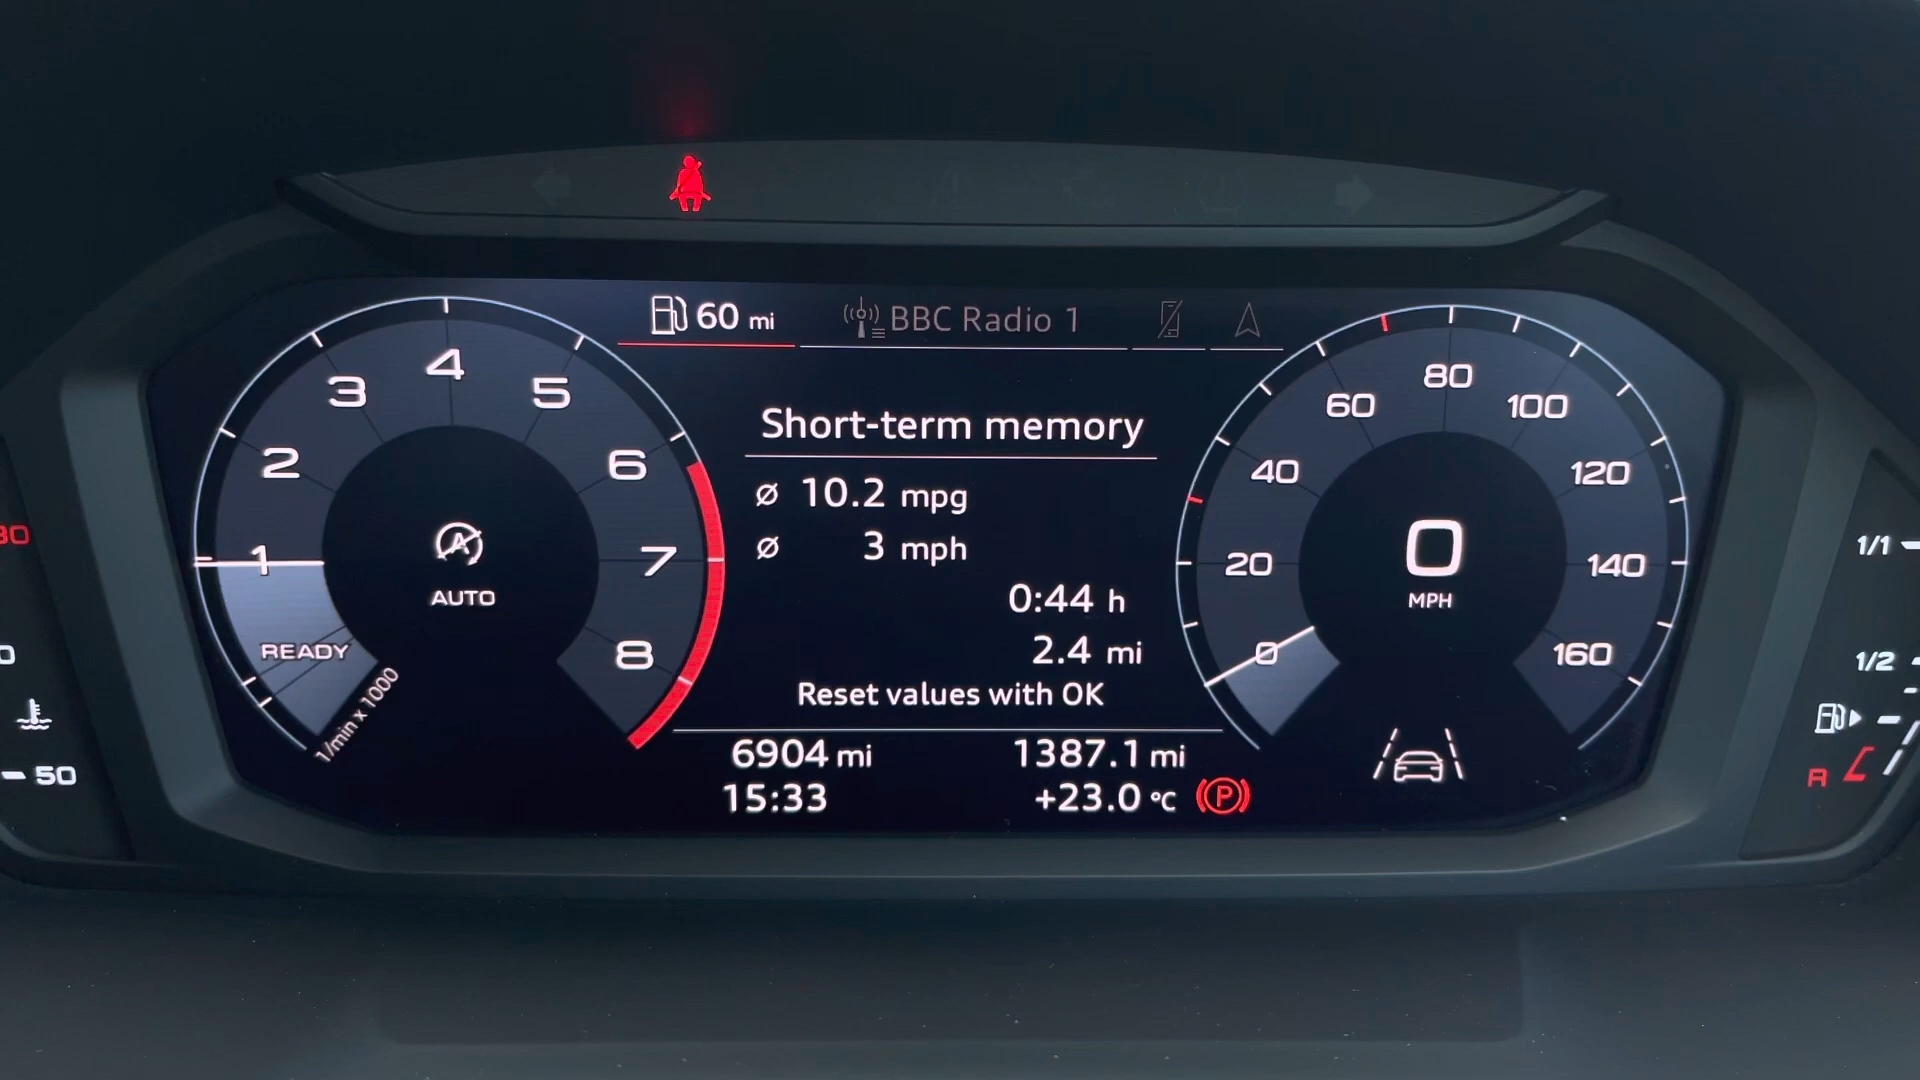 60 mi
BBC Radio 1
1 2 3 4 5 6 7 8
READY
1/min x 1000
AUTO
Short-term memory
ø 10.2 mpg
ø 3 mph
0:44 h
2.4 mi
Reset values with OK
6904 mi 1387.1 mi
15:33 +23.0 °C
P
0 20 40 60 80 100 120 140 160
0
MPH
50
1/1
1/2
R